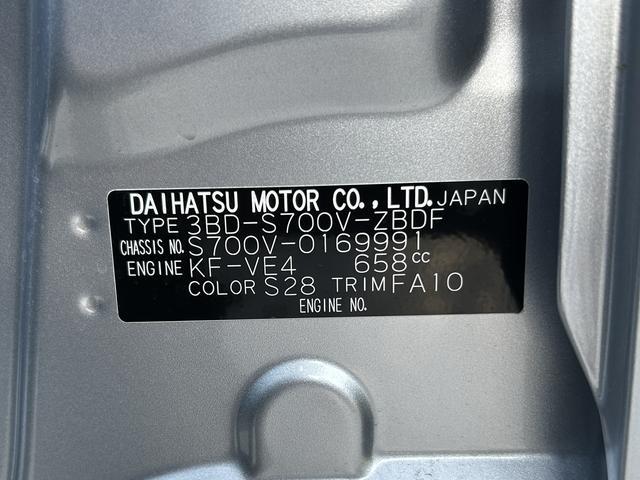 DAIHATSU MOTOR CO.,LTD. JAPAN
TYPE 3BD-S700V-ZBDF
CHASSIS NO. S700V-0169991
ENGINE KF-VE4 658cc
COLOR S28 TRIM FA10
ENGINE NO.